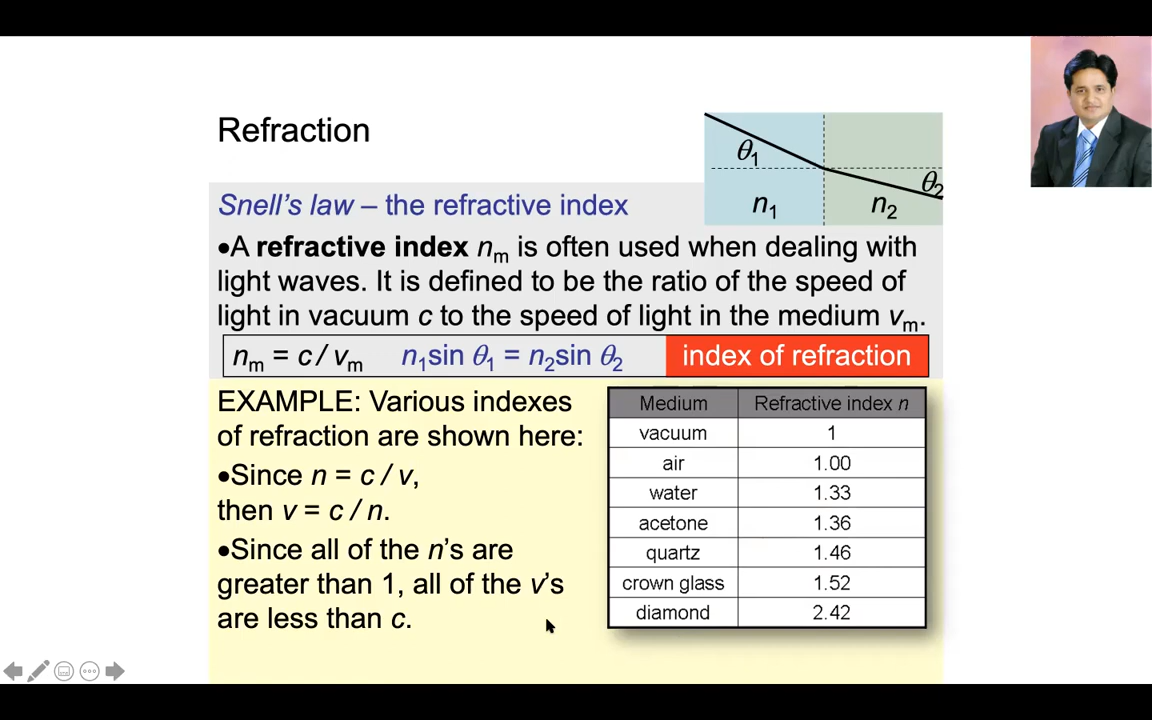 Refraction
θ1
θ2
n1
n2
Snell’s law – the refractive index
•A refractive index nm is often used when dealing with
light waves. It is defined to be the ratio of the speed of
light in vacuum c to the speed of light in the medium vm.
nm = c / vm n1sin θ1 = n2sin θ2 index of refraction
EXAMPLE: Various indexes
of refraction are shown here:
•Since n = c / v,
then v = c / n.
•Since all of the n’s are
greater than 1, all of the v’s
are less than c.
Medium Refractive index n
vacuum 1
air 1.00
water 1.33
acetone 1.36
quartz 1.46
crown glass 1.52
diamond 2.42